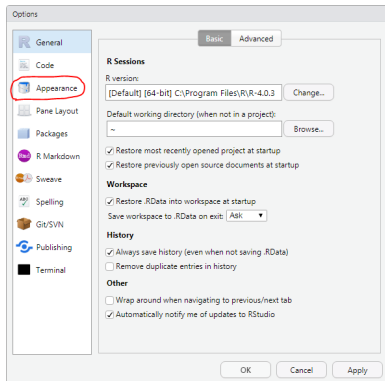 Options
General
Code
Appearance
Pane Layout
Packages
R Markdown
Sweave
Spelling
Git/SVN
Publishing
Terminal
Basic Advanced
R Sessions
R version:
[Default] [64-bit] C:\Program Files\R\R-4.0.3 Change...
Default working directory (when not in a project):
~ Browse...
Restore most recently opened project at startup
Restore previously open source documents at startup
Workspace
Restore .RData into workspace at startup
Save workspace to .RData on exit: Ask
History
Always save history (even when not saving .RData)
Remove duplicate entries in history
Other
Wrap around when navigating to previous/next tab
Automatically notify me of updates to RStudio
OK Cancel Apply